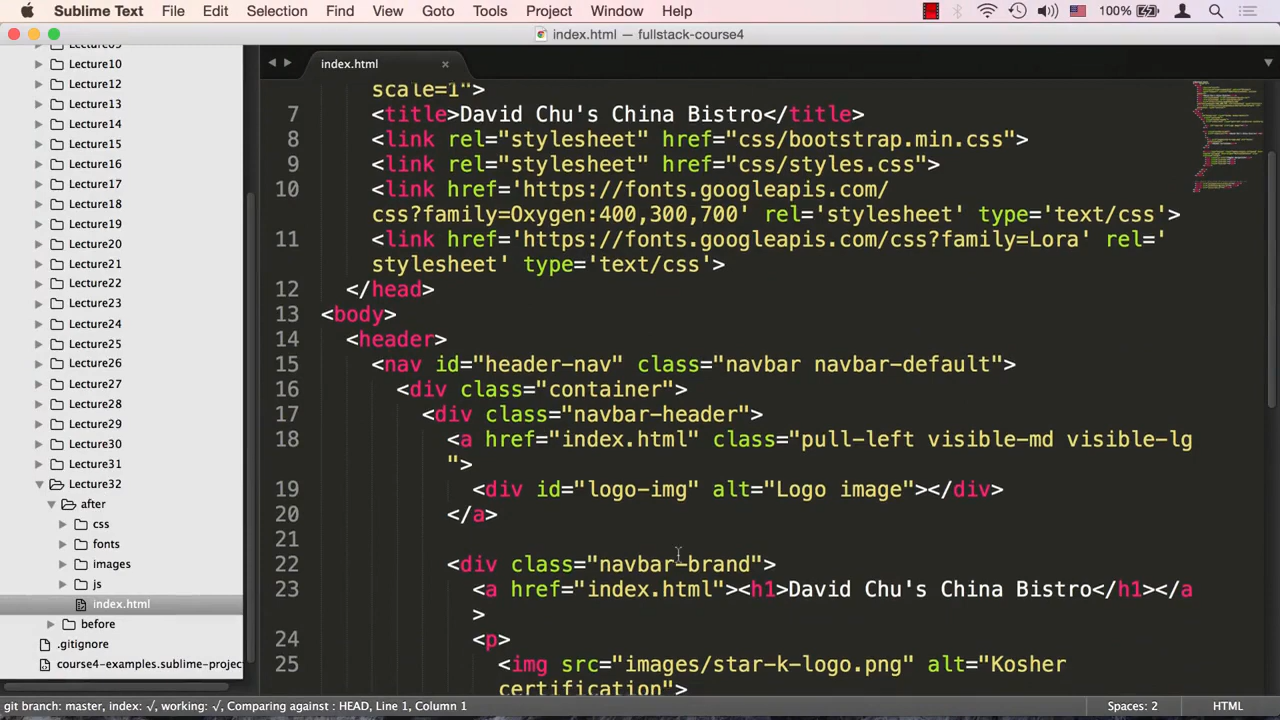 Sublime Text File Edit Selection Find View Goto Tools Project Window Help 100%
index.html — fullstack-course4
index.html
Lecture10
Lecture12
Lecture13
Lecture14
Lecture15
Lecture16
Lecture17
Lecture18
Lecture19
Lecture20
Lecture21
Lecture22
Lecture23
Lecture24
Lecture25
Lecture26
Lecture27
Lecture28
Lecture29
Lecture30
Lecture31
Lecture32
after
css
fonts
images
js
index.html
before
.gitignore
course4-examples.sublime-projec
scale=1">
7 <title>David Chu's China Bistro</title>
8 <link rel="stylesheet" href="css/bootstrap.min.css">
9 <link rel="stylesheet" href="css/styles.css">
10 <link href='https://fonts.googleapis.com/
css?family=Oxygen:400,300,700' rel='stylesheet' type='text/css'>
11 <link href='https://fonts.googleapis.com/css?family=Lora' rel='
stylesheet' type='text/css'>
12 </head>
13 <body>
14 <header>
15 <nav id="header-nav" class="navbar navbar-default">
16 <div class="container">
17 <div class="navbar-header">
18 <a href="index.html" class="pull-left visible-md visible-lg
">
19 <div id="logo-img" alt="Logo image"></div>
20 </a>
21
22 <div class="navbar-brand">
23 <a href="index.html"><h1>David Chu's China Bistro</h1></a
>
24 <p>
25 <img src="images/star-k-logo.png" alt="Kosher
certification">
git branch: master, index: √, working: √, Comparing against : HEAD, Line 1, Column 1 Spaces: 2 HTML